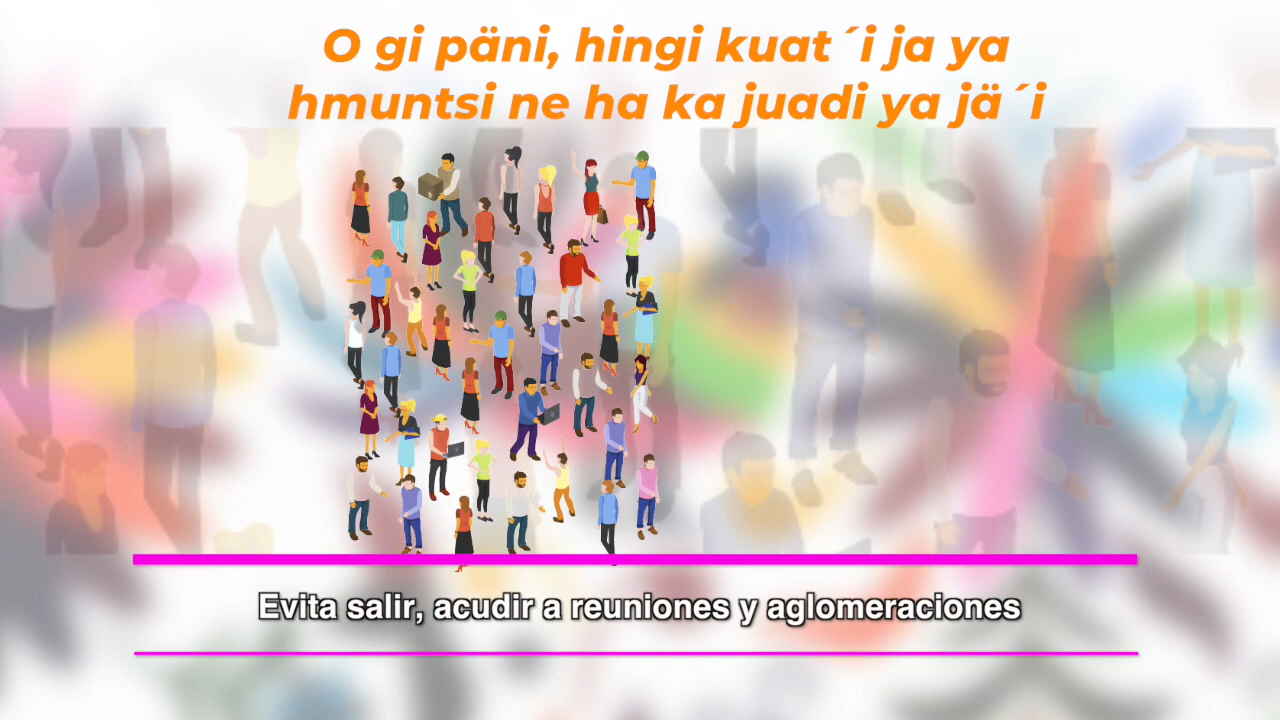 O gi päni, hingi kuat´i ja ya
hmuntsi ne ha ka juadi ya jä´i
Evita salir, acudir a reuniones y aglomeraciones